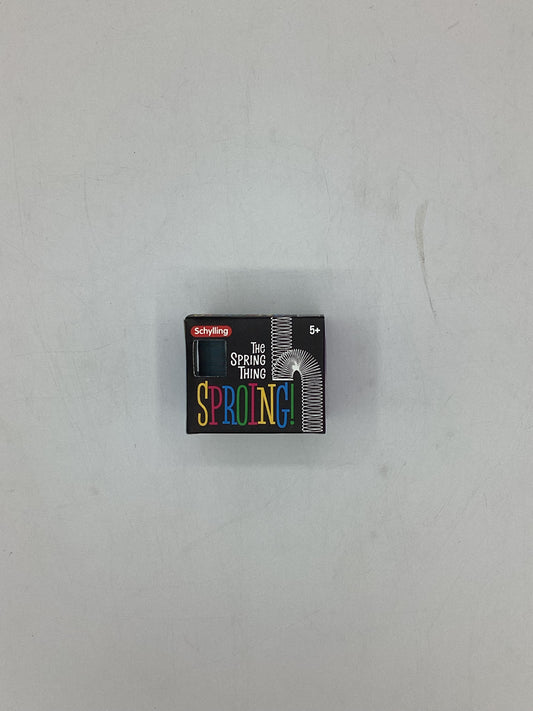 Schylling
5+
The
Spring
Thing
SPROING!